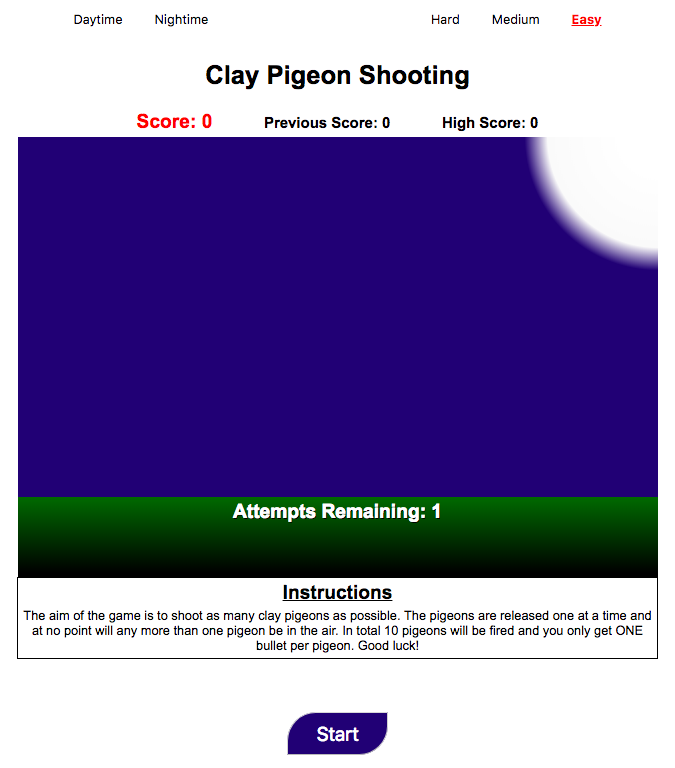 Daytime Nightime Hard Medium Easy
Clay Pigeon Shooting
Score: 0 Previous Score: 0 High Score: 0
Attempts Remaining: 1
Instructions
The aim of the game is to shoot as many clay pigeons as possible. The pigeons are released one at a time and
at no point will any more than one pigeon be in the air. In total 10 pigeons will be fired and you only get ONE
bullet per pigeon. Good luck!
Start